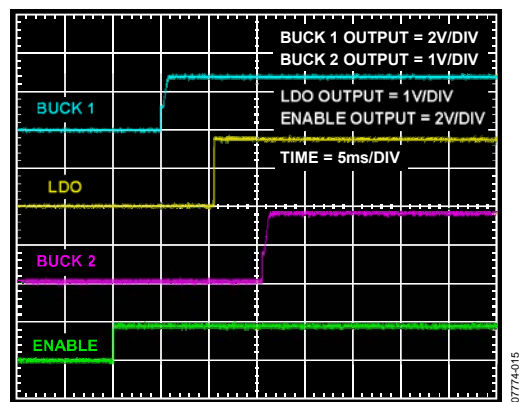 BUCK 1 OUTPUT = 2V/DIV
BUCK 2 OUTPUT = 1V/DIV
LDO OUTPUT = 1V/DIV
ENABLE OUTPUT = 2V/DIV
TIME = 5ms/DIV
BUCK 1
LDO
BUCK 2
ENABLE
07774-015